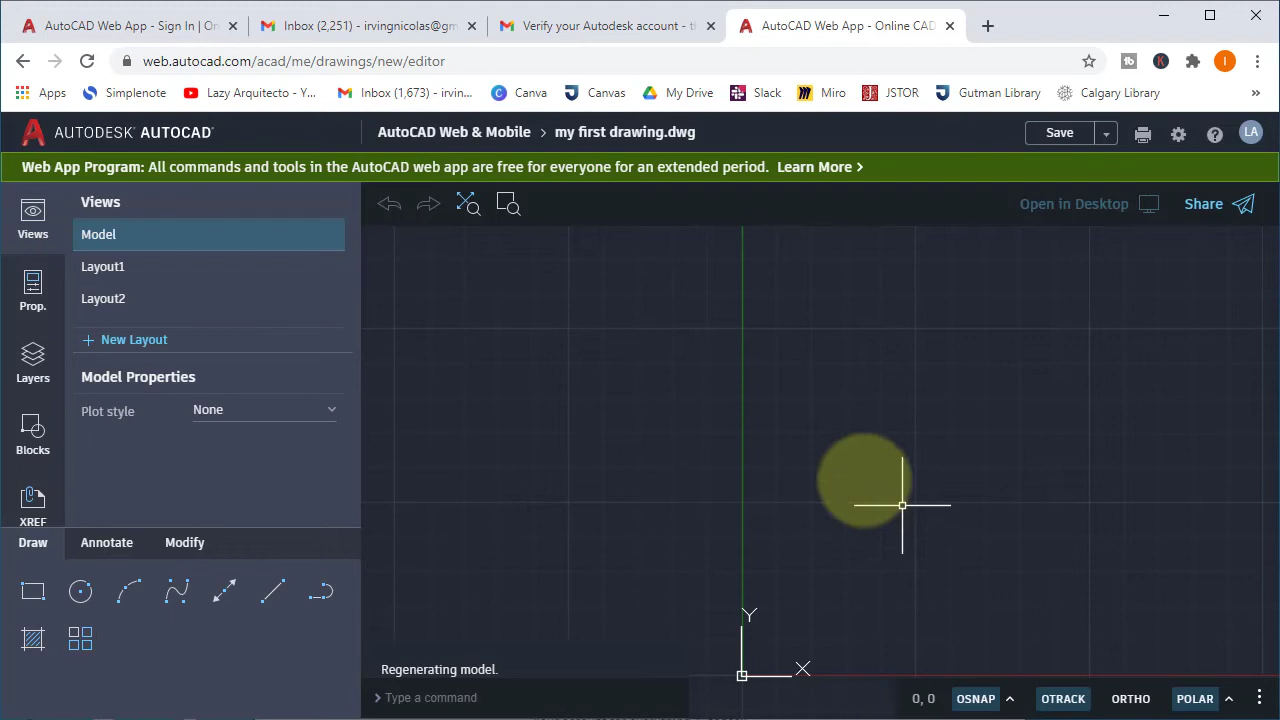 AutoCAD Web App - Sign In | On
Inbox (2,251) - irvingnicolas@gm
Verify your Autodesk account - th
AutoCAD Web App - Online CAD
web.autocad.com/acad/me/drawings/new/editor
Apps Simplenote Lazy Arquitecto - Y... Inbox (1,673) - irvin... Canva Canvas My Drive Slack Miro JSTOR Gutman Library Calgary Library »
AUTODESK® AUTOCAD® AutoCAD Web & Mobile > my first drawing.dwg Save LA
Web App Program: All commands and tools in the AutoCAD web app are free for everyone for an extended period. Learn More >
Views
Prop.
Layers
Blocks
XREF
Views
Model
Layout1
Layout2
+ New Layout
Model Properties
Plot style None
Open in Desktop Share
Draw Annotate Modify
Y
X
Regenerating model.
Type a command
0, 0 OSNAP OTRACK ORTHO POLAR